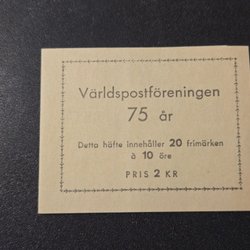 Världspostföreningen
75 år
Detta häfte innehåller 20 frimärken
à 10 öre
PRIS 2 KR